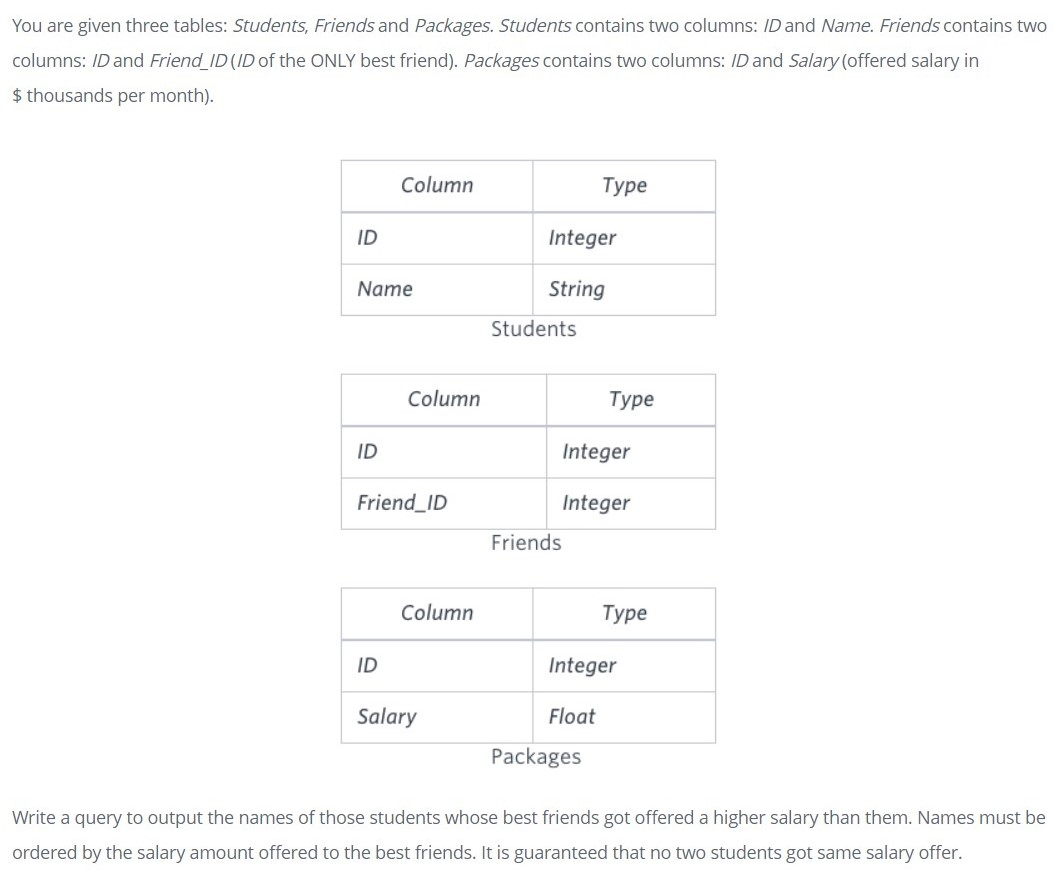 You are given three tables: Students, Friends and Packages. Students contains two columns: ID and Name. Friends contains two
columns: ID and Friend_ID (ID of the ONLY best friend). Packages contains two columns: ID and Salary (offered salary in
$ thousands per month).
Column Type
ID Integer
Name String
Students
Column Type
ID Integer
Friend_ID Integer
Friends
Column Type
ID Integer
Salary Float
Packages
Write a query to output the names of those students whose best friends got offered a higher salary than them. Names must be
ordered by the salary amount offered to the best friends. It is guaranteed that no two students got same salary offer.